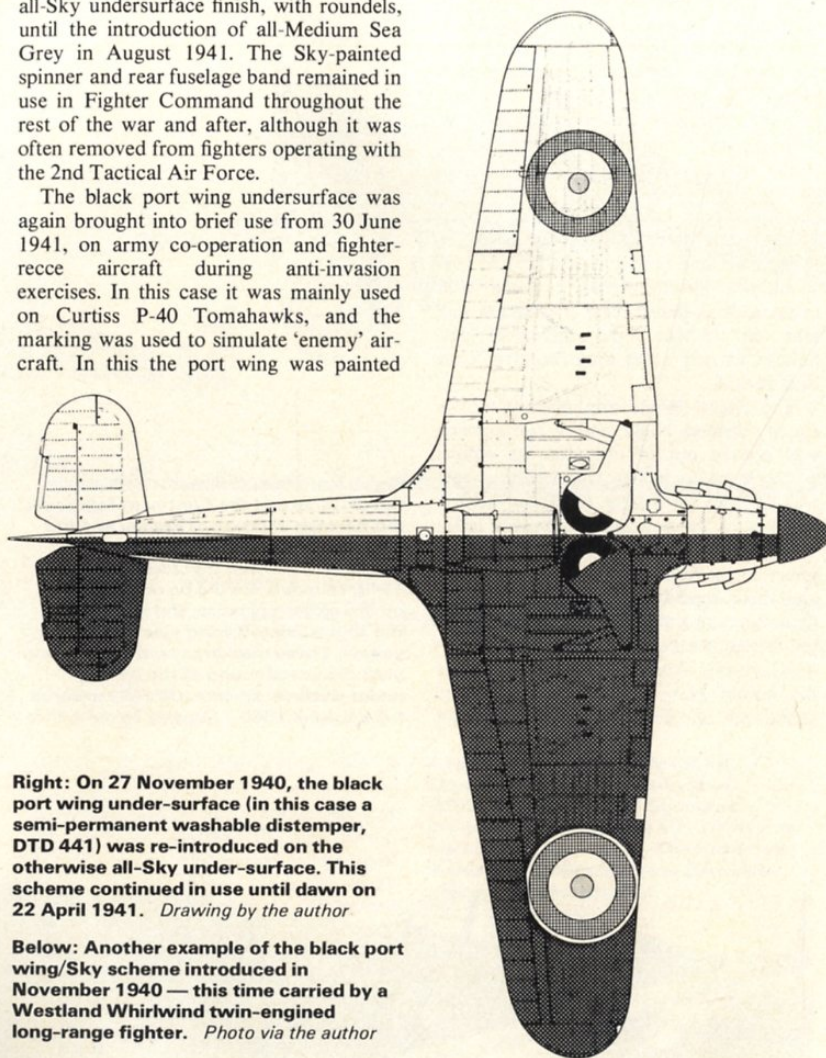 all-Sky undersurface finish, with roundels,
until the introduction of all-Medium Sea
Grey in August 1941. The Sky-painted
spinner and rear fuselage band remained in
use in Fighter Command throughout the
rest of the war and after, although it was
often removed from fighters operating with
the 2nd Tactical Air Force.
The black port wing undersurface was
again brought into brief use from 30 June
1941, on army co-operation and fighter-
recce aircraft during anti-invasion
exercises. In this case it was mainly used
on Curtiss P-40 Tomahawks, and the
marking was used to simulate ‘enemy’ air-
craft. In this the port wing was painted
Right: On 27 November 1940, the black
port wing under-surface (in this case a
semi-permanent washable distemper,
DTD 441) was re-introduced on the
otherwise all-Sky under-surface. This
scheme continued in use until dawn on
22 April 1941. Drawing by the author
Below: Another example of the black port
wing/Sky scheme introduced in
November 1940 — this time carried by a
Westland Whirlwind twin-engined
long-range fighter. Photo via the author